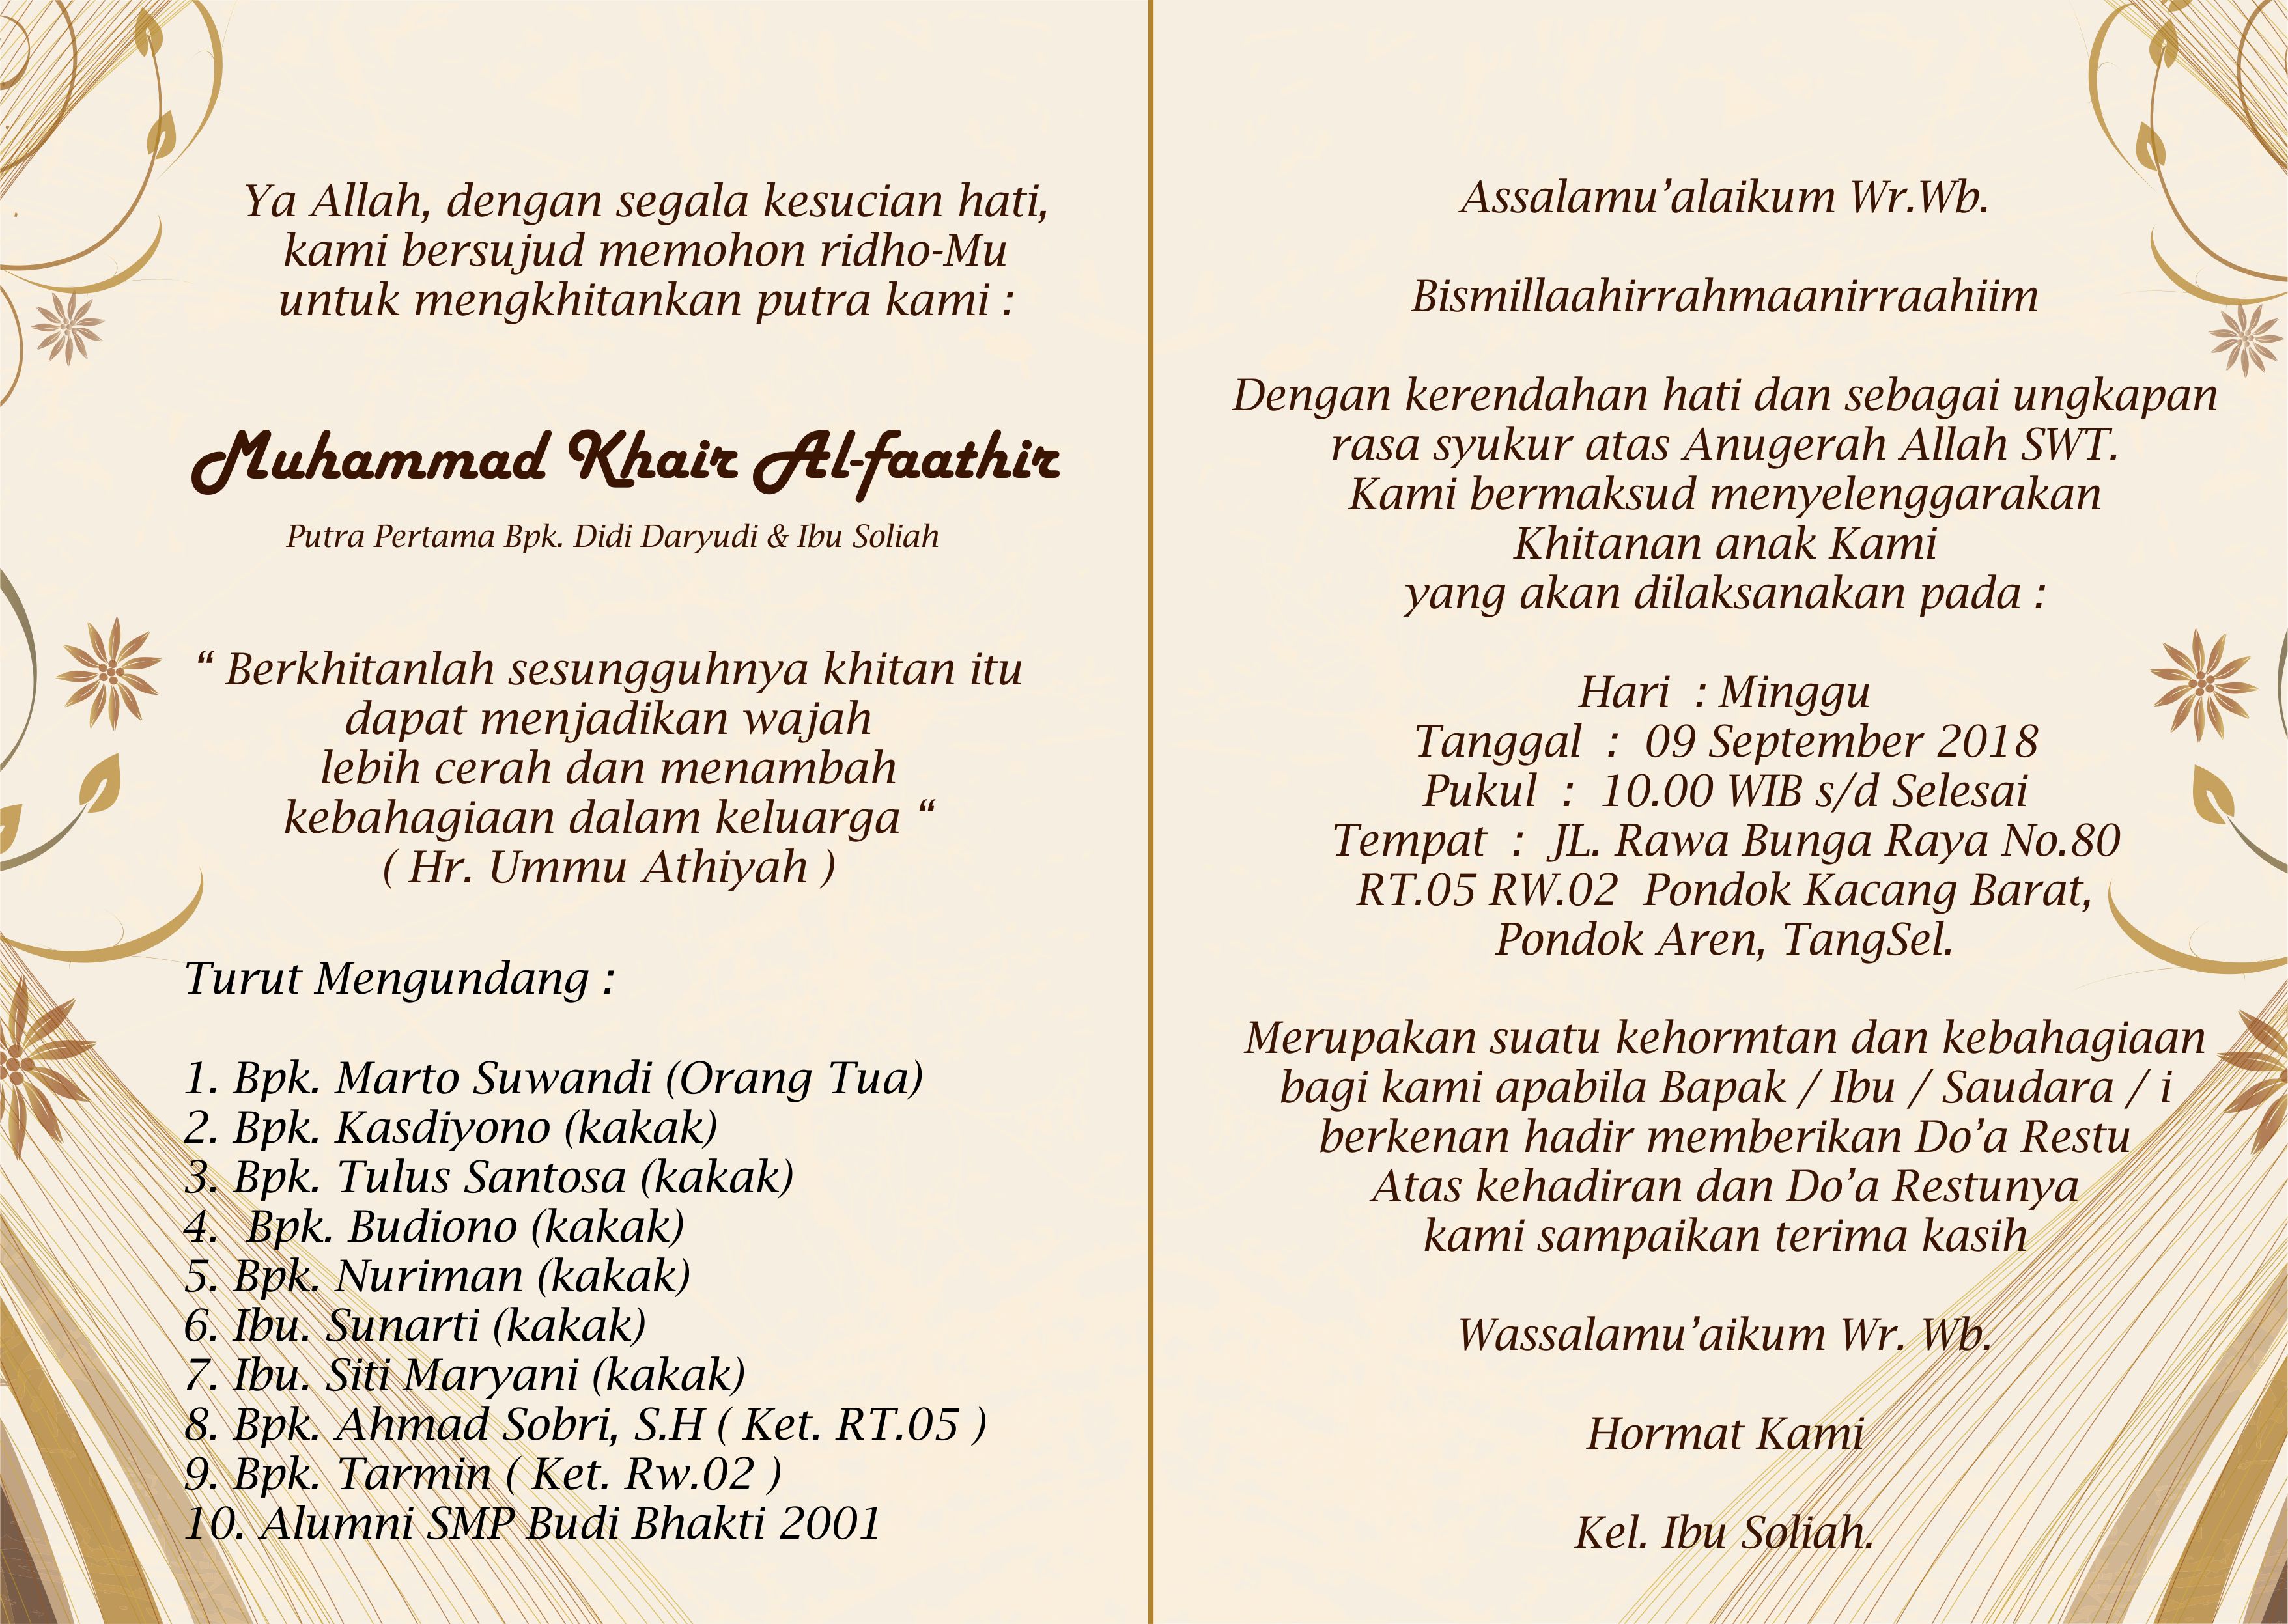 Ya Allah, dengan segala kesucian hati,
kami bersujud memohon ridho-Mu
untuk mengkhitankan putra kami :
Muhammad Khair Al-faathir
Putra Pertama Bpk. Didi Daryudi & Ibu Soliah
“ Berkhitanlah sesungguhnya khitan itu
dapat menjadikan wajah
lebih cerah dan menambah
kebahagiaan dalam keluarga “
( Hr. Ummu Athiyah )
Turut Mengundang :
1. Bpk. Marto Suwandi (Orang Tua)
2. Bpk. Kasdiyono (kakak)
3. Bpk. Tulus Santosa (kakak)
4.  Bpk. Budiono (kakak)
5. Bpk. Nuriman (kakak)
6. Ibu. Sunarti (kakak)
7. Ibu. Siti Maryani (kakak)
8. Bpk. Ahmad Sobri, S.H ( Ket. RT.05 )
9. Bpk. Tarmin ( Ket. Rw.02 )
10. Alumni SMP Budi Bhakti 2001
Assalamu’alaikum Wr.Wb.
Bismillaahirrahmaanirraahiim
Dengan kerendahan hati dan sebagai ungkapan
rasa syukur atas Anugerah Allah SWT.
Kami bermaksud menyelenggarakan
Khitanan anak Kami
yang akan dilaksanakan pada :
Hari  : Minggu
Tanggal  :  09 September 2018
Pukul  :  10.00 WIB s/d Selesai
Tempat  :  JL. Rawa Bunga Raya No.80
RT.05 RW.02  Pondok Kacang Barat,
Pondok Aren, TangSel.
Merupakan suatu kehormtan dan kebahagiaan
bagi kami apabila Bapak / Ibu / Saudara / i
berkenan hadir memberikan Do’a Restu
Atas kehadiran dan Do’a Restunya
kami sampaikan terima kasih
Wassalamu’aikum Wr. Wb.
Hormat Kami
Kel. Ibu Soliah.